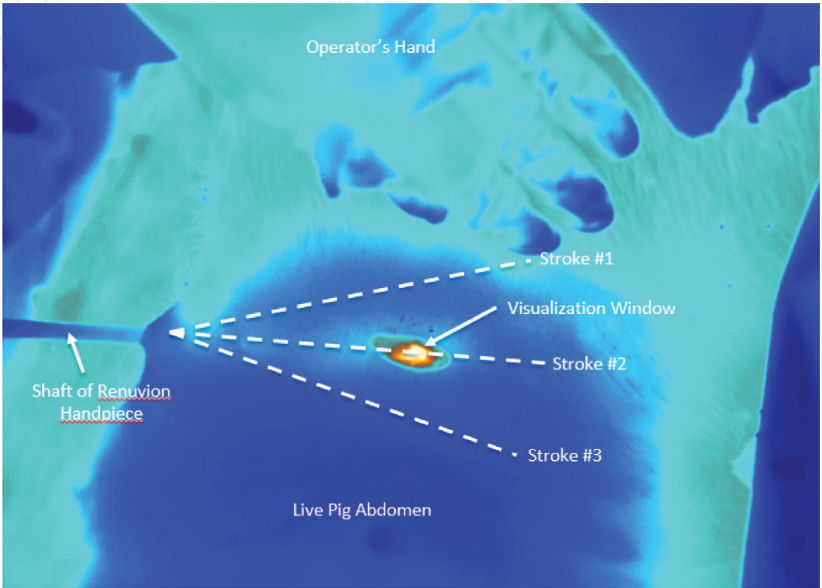 Operator's Hand
Stroke #1
Visualization Window
Stroke #2
Shaft of Renuvion
Handpiece
Stroke #3
Live Pig Abdomen